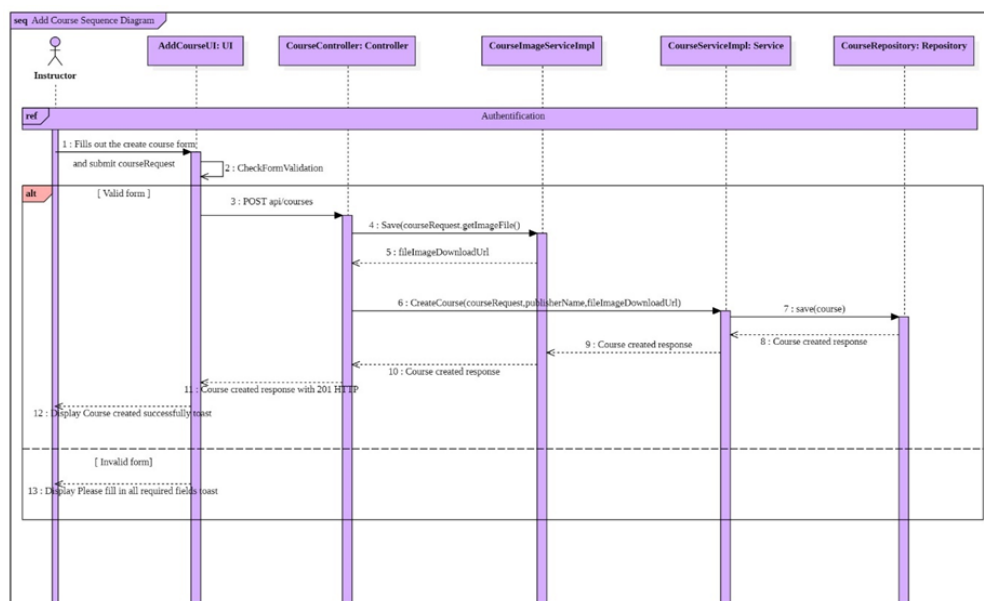 seq Add Course Sequence Diagram
AddCourseUI: UI
CourseController: Controller
CourseImageServiceImpl
CourseServiceImpl: Service
CourseRepository: Repository
Instructor
ref
Authentification
1 : Fills out the create course form
and submit courseRequest
2 : CheckFormValidation
alt
[ Valid form ]
3 : POST api/courses
4 : Save(courseRequest.getImageFile()
5 : fileImageDownloadUrl
6 : CreateCourse(courseRequest,publisherName,fileImageDownloadUrl)
7 : save(course)
8 : Course created response
9 : Course created response
10 : Course created response
11 : Course created response with 201 HTTP
12 : Display Course created successfully toast
[ Invalid form]
13 : Display Please fill in all required fields toast